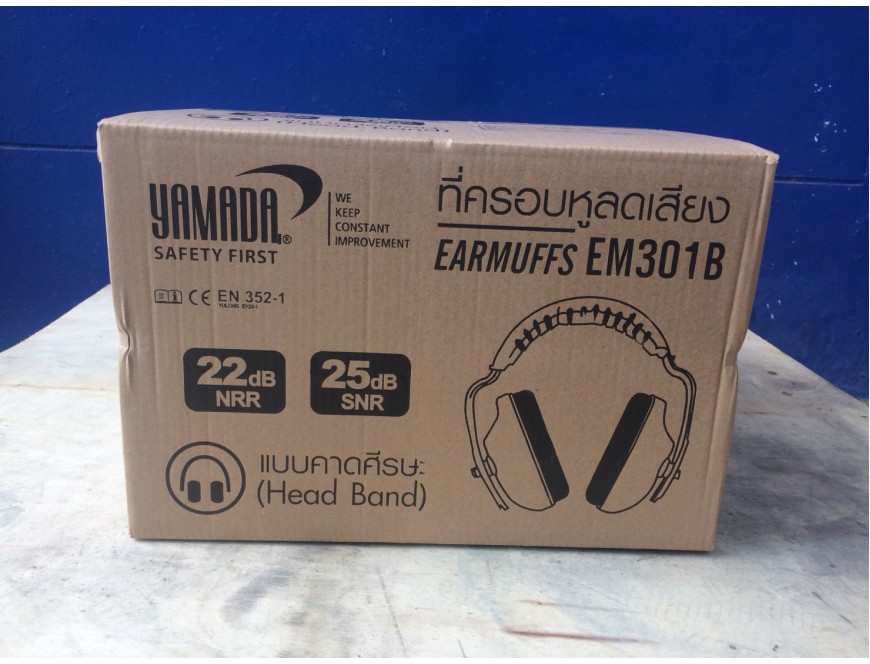 YAMADA®
SAFETY FIRST
WE
KEEP
CONSTANT
IMPROVEMENT
ที่ครอบหูลดเสียง
EARMUFFS EM301B
CE EN 352-1
22dB
NRR
25dB
SNR
แบบคาดศีรษะ
(Head Band)